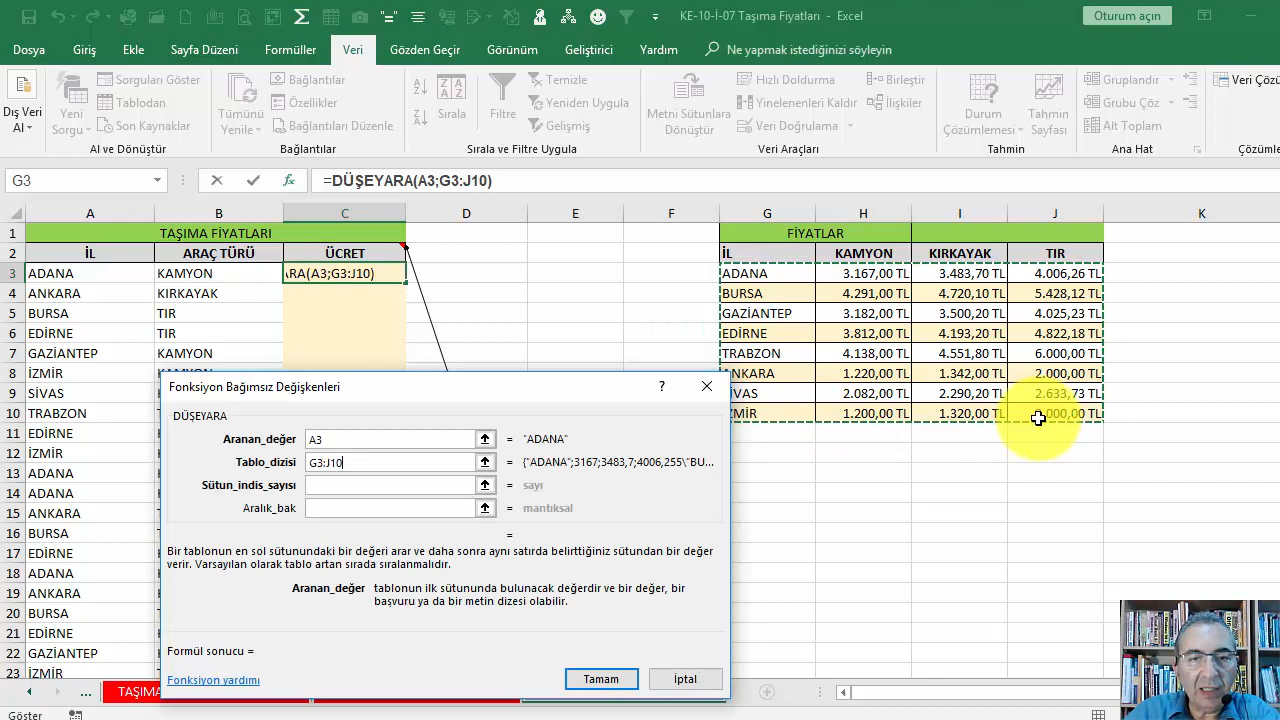 KE-10-İ-07 Taşıma Fiyatları - Excel
Oturum açın
Dosya Giriş Ekle Sayfa Düzeni Formüller Veri Gözden Geçir Görünüm Geliştirici Yardım Ne yapmak istediğinizi söyleyin
Dış Veri Al
Yeni Sorgu
Sorguları Göster
Tablodan
Son Kaynaklar
Al ve Dönüştür
Tümünü Yenile
Bağlantılar
Özellikler
Bağlantıları Düzenle
Bağlantılar
Sırala
Filtre
Temizle
Yeniden Uygula
Gelişmiş
Sırala ve Filtre Uygula
Metni Sütunlara Dönüştür
Hızlı Doldurma
Yinelenenleri Kaldır
Veri Doğrulama
Birleştir
İlişkiler
Veri Araçları
Durum Çözümlemesi
Tahmin Sayfası
Tahmin
Gruplandır
Grubu Çöz
Alt Toplam
Ana Hat
Veri Çözü
Çözümle
G3 =DÜŞEYARA(A3;G3:J10)
A B C D E F G H I J K
1 TAŞIMA FİYATLARI FİYATLAR
2 İL ARAÇ TÜRÜ ÜCRET İL KAMYON KIRKAYAK TIR
3 ADANA KAMYON ARA(A3;G3:J10) ADANA 3.167,00 TL 3.483,70 TL 4.006,26 TL
4 ANKARA KIRKAYAK BURSA 4.291,00 TL 4.720,10 TL 5.428,12 TL
5 BURSA TIR GAZİANTEP 3.182,00 TL 3.500,20 TL 4.025,23 TL
6 EDİRNE TIR EDİRNE 3.812,00 TL 4.193,20 TL 4.822,18 TL
7 GAZİANTEP KAMYON TRABZON 4.138,00 TL 4.551,80 TL 6.000,00 TL
8 İZMİR KAMYON ANKARA 1.220,00 TL 1.342,00 TL 2.000,00 TL
9 SİVAS SİVAS 2.082,00 TL 2.290,20 TL 2.633,73 TL
10 TRABZON İZMİR 1.200,00 TL 1.320,00 TL 000,00 TL
11 EDİRNE
12 İZMİR
13 ADANA
14 ADANA
15 ANKARA
16 BURSA
17 EDİRNE
18 ADANA
19 ANKARA
20 BURSA
21 EDİRNE
22 GAZİANTEP
23 İZMİR
Fonksiyon Bağımsız Değişkenleri ?
DÜŞEYARA
Aranan_değer A3 = "ADANA"
Tablo_dizisi G3:J10 = {"ADANA";3167;3483,7;4006,255\"BU...
Sütun_indis_sayısı = sayı
Aralık_bak = mantıksal
=
Bir tablonun en sol sütunundaki bir değeri arar ve daha sonra aynı satırda belirttiğiniz sütundan bir değer
verir. Varsayılan olarak tablo artan sırada sıralanmalıdır.
Aranan_değer tablonun ilk sütununda bulunacak değerdir ve bir değer, bir
başvuru ya da bir metin dizesi olabilir.
Formül sonucu =
Fonksiyon yardımı Tamam İptal
... TAŞIMA
Göster